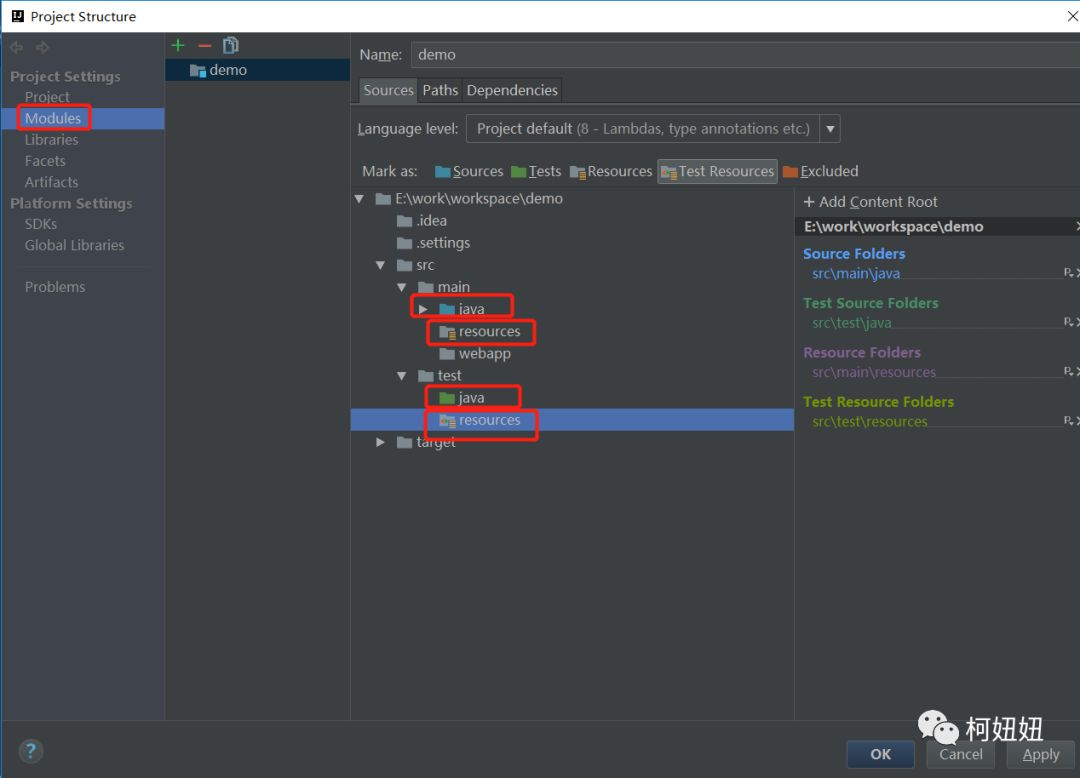 Project Structure
Project Settings
Project
Modules
Libraries
Facets
Artifacts
Platform Settings
SDKs
Global Libraries
Problems
demo
Name: demo
Sources Paths Dependencies
Language level: Project default (8 - Lambdas, type annotations etc.)
Mark as: Sources Tests Resources Test Resources Excluded
E:\work\workspace\demo
.idea
.settings
src
main
java
resources
webapp
test
java
resources
target
+ Add Content Root
E:\work\workspace\demo
Source Folders
src\main\java
Test Source Folders
src\test\java
Resource Folders
src\main\resources
Test Resource Folders
src\test\resources
柯妞妞
? OK Cancel Apply